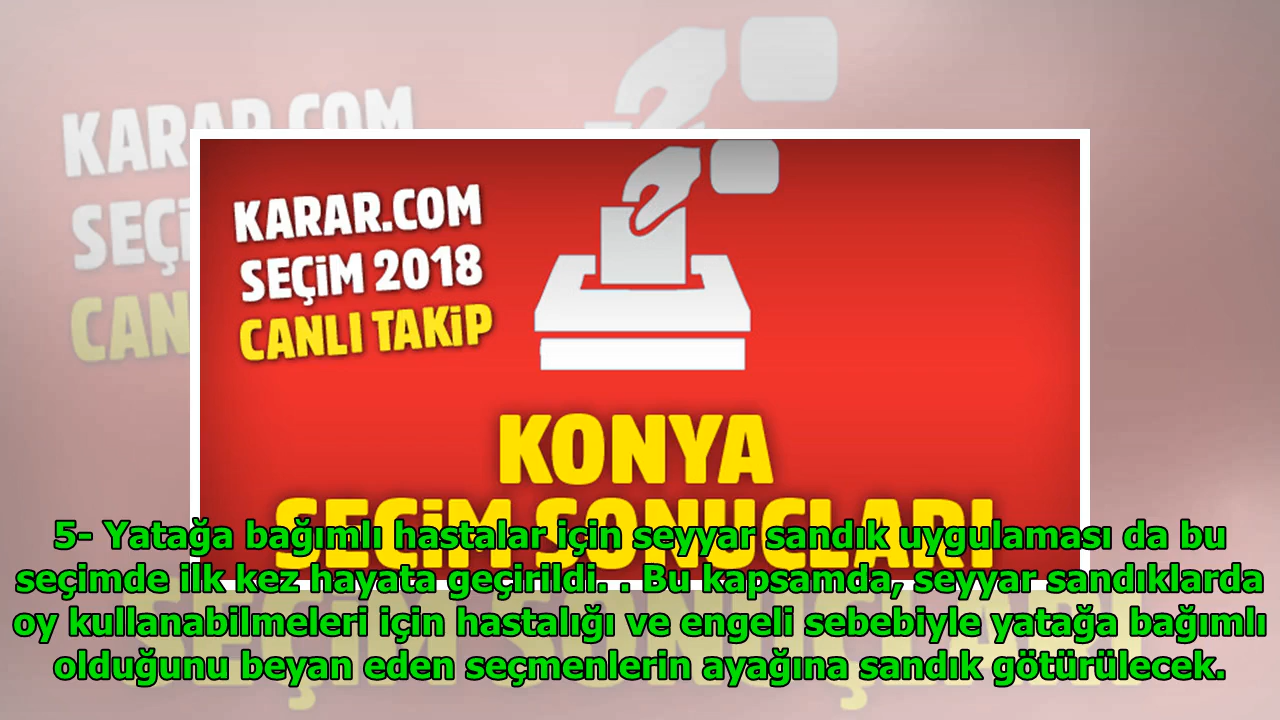 KARAR.COM
SEÇİM 2018
CANLI TAKİP
KONYA
SEÇİM SONUÇLARI
5- Yatağa bağımlı hastalar için seyyar sandık uygulaması da bu
seçimde ilk kez hayata geçirildi. . Bu kapsamda, seyyar sandıklarda
oy kullanabilmeleri için hastalığı ve engeli sebebiyle yatağa bağımlı
olduğunu beyan eden seçmenlerin ayağına sandık götürülecek.